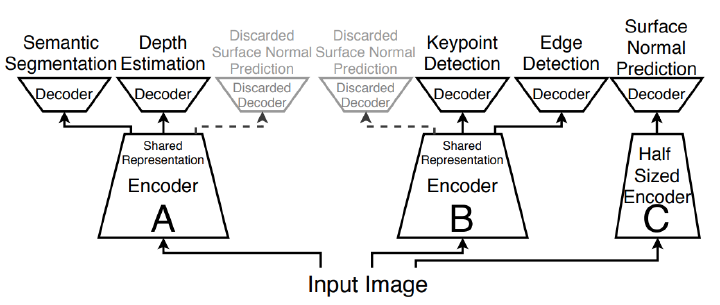 Semantic
Segmentation
Depth
Estimation
Discarded
Surface Normal
Prediction
Discarded
Surface Normal
Prediction
Keypoint
Detection
Edge
Detection
Surface
Normal
Prediction
Decoder
Decoder
Discarded
Decoder
Discarded
Decoder
Decoder
Decoder
Decoder
Shared
Representation
Encoder
A
Shared
Representation
Encoder
B
Half
Sized
Encoder
C
Input Image